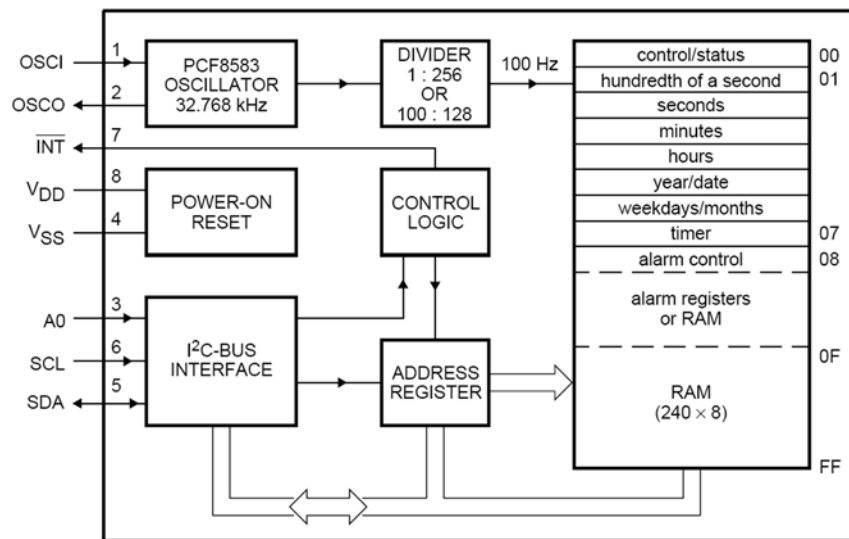 OSCI
1
OSCO
2
INT
7
VDD
8
VSS
4
A0
3
SCL
6
SDA
5
PCF8583
OSCILLATOR
32.768 kHz
DIVIDER
1 : 256
OR
100 : 128
100 Hz
POWER-ON
RESET
CONTROL
LOGIC
I²C-BUS
INTERFACE
ADDRESS
REGISTER
control/status
00
hundredth of a second
01
seconds
minutes
hours
year/date
weekdays/months
timer
07
alarm control
08
alarm registers
or RAM
0F
RAM
(240 × 8)
FF